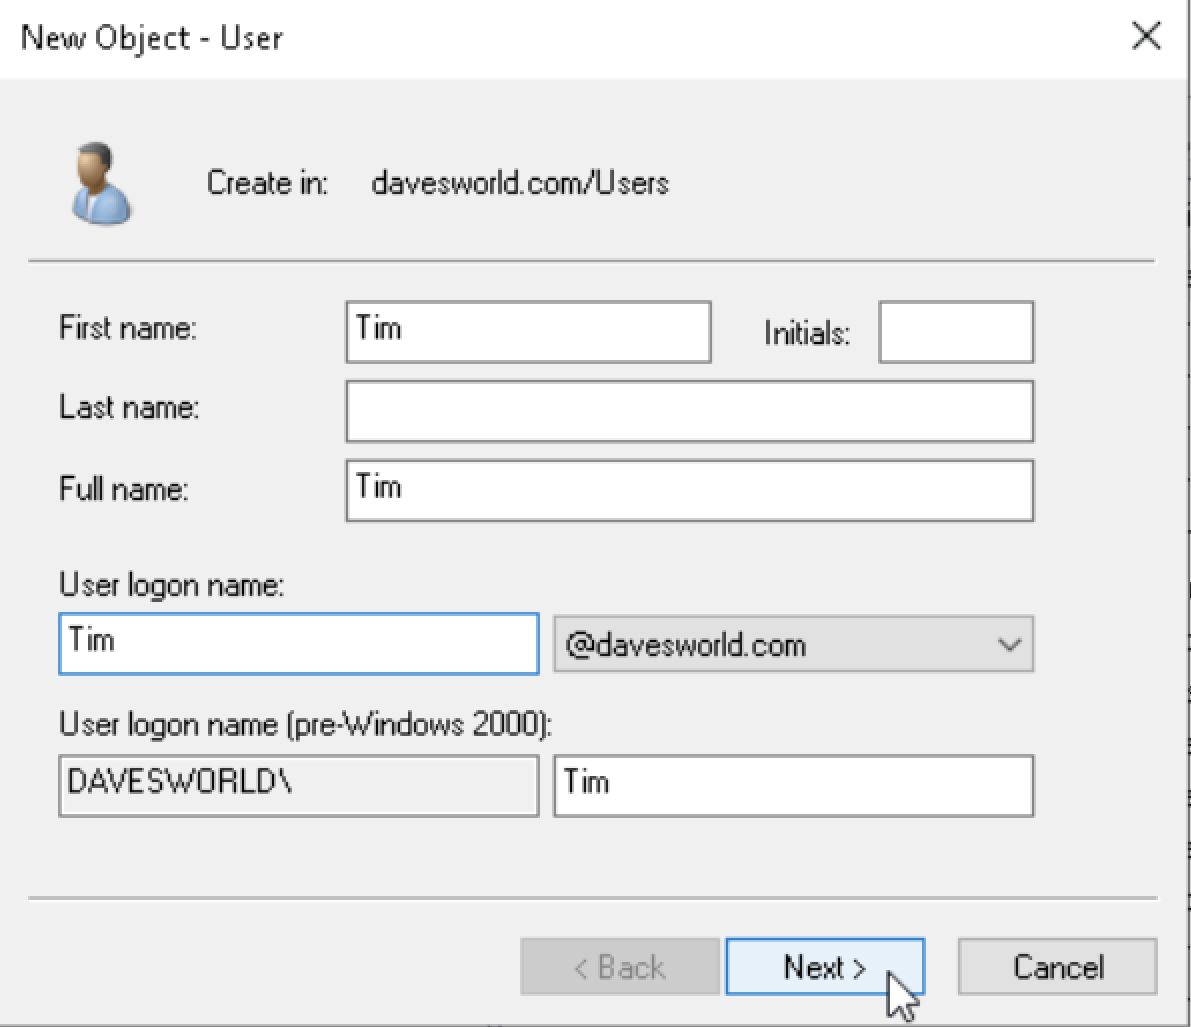 New Object - User
Create in: davesworld.com/Users
First name: Tim Initials:
Last name:
Full name: Tim
User logon name:
Tim @davesworld.com
User logon name (pre-Windows 2000):
DAVESWORLD\ Tim
< Back Next > Cancel